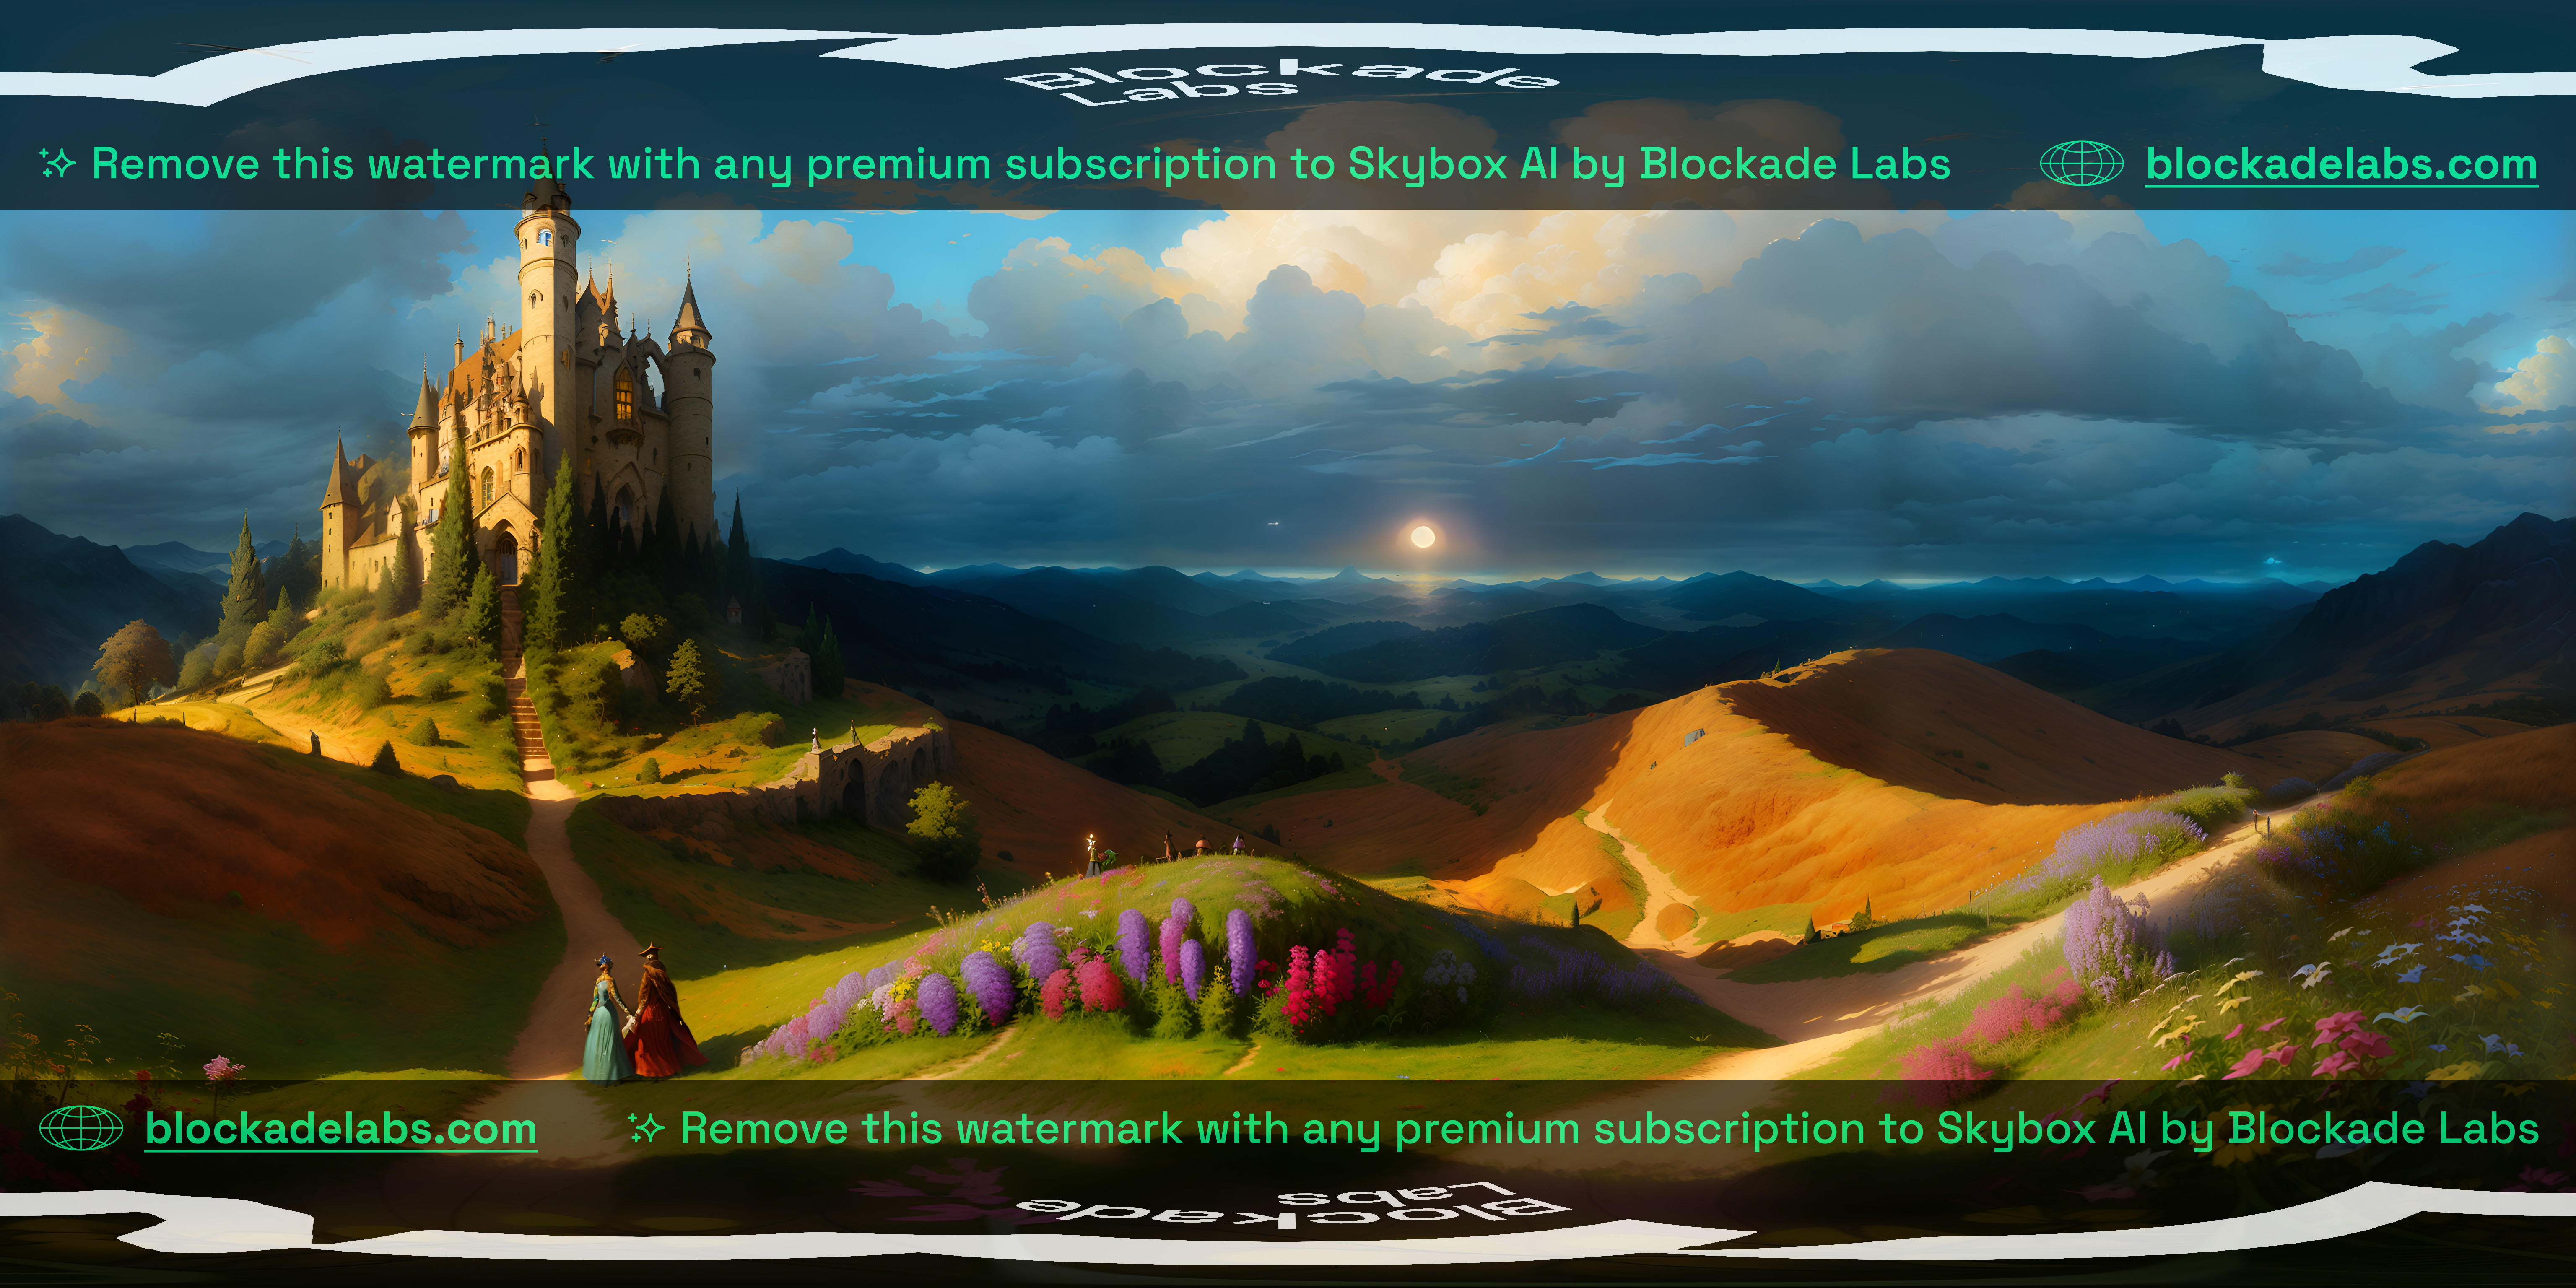 Blockade
Labs
Remove this watermark with any premium subscription to Skybox AI by Blockade Labs blockadelabs.com
blockadelabs.com Remove this watermark with any premium subscription to Skybox AI by Blockade Labs
Labs
Blockade